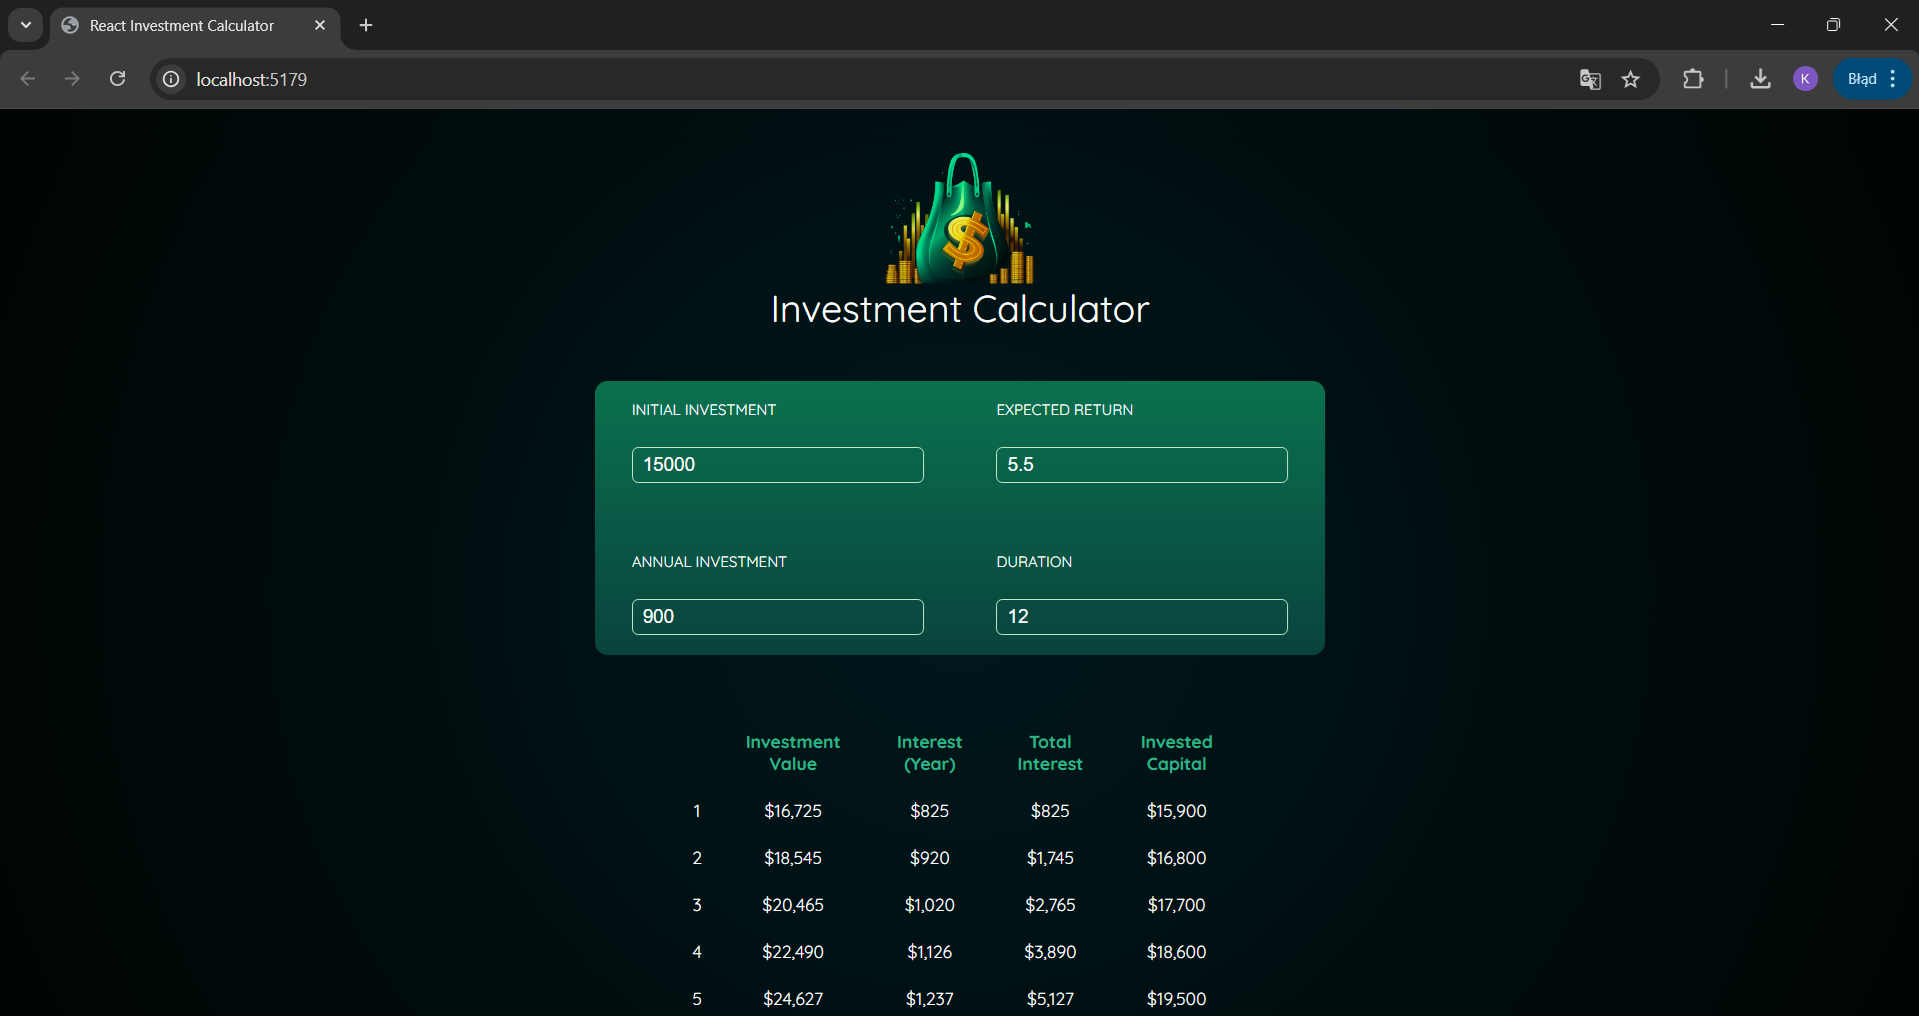 React Investment Calculator
localhost:5179
K
Błąd
$
Investment Calculator
INITIAL INVESTMENT
EXPECTED RETURN
15000
5.5
ANNUAL INVESTMENT
DURATION
900
12
Investment Value
Interest (Year)
Total Interest
Invested Capital
1 $16,725 $825 $825 $15,900
2 $18,545 $920 $1,745 $16,800
3 $20,465 $1,020 $2,765 $17,700
4 $22,490 $1,126 $3,890 $18,600
5 $24,627 $1,237 $5,127 $19,500